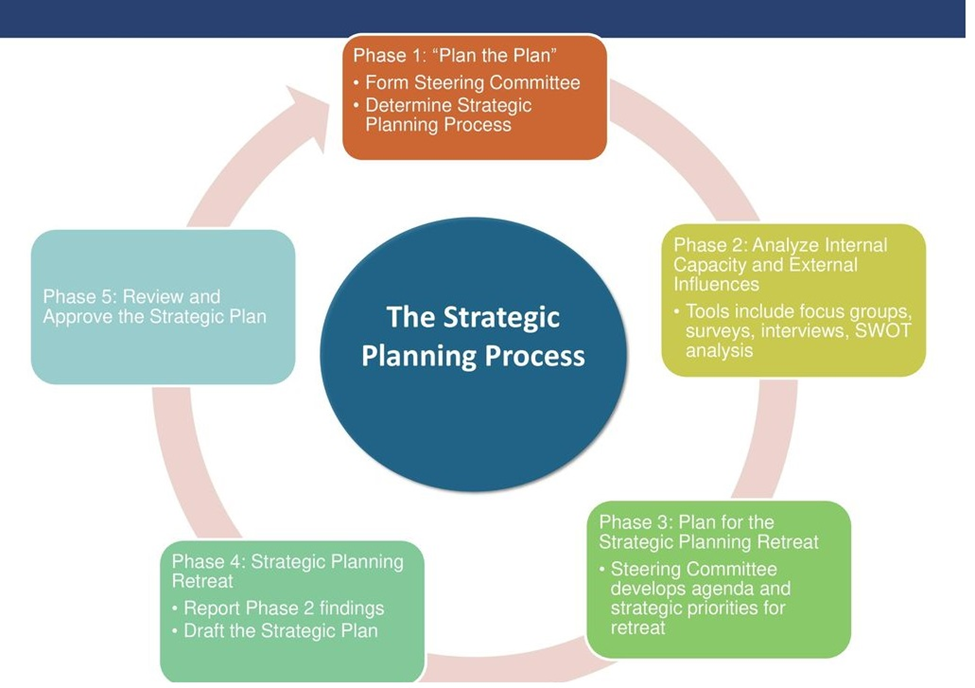 Phase 1: “Plan the Plan”
• Form Steering Committee
• Determine Strategic
Planning Process
Phase 2: Analyze Internal
Capacity and External
Influences
• Tools include focus groups,
surveys, interviews, SWOT
analysis
Phase 3: Plan for the
Strategic Planning Retreat
• Steering Committee
develops agenda and
strategic priorities for
retreat
Phase 4: Strategic Planning
Retreat
• Report Phase 2 findings
• Draft the Strategic Plan
Phase 5: Review and
Approve the Strategic Plan
The Strategic
Planning Process